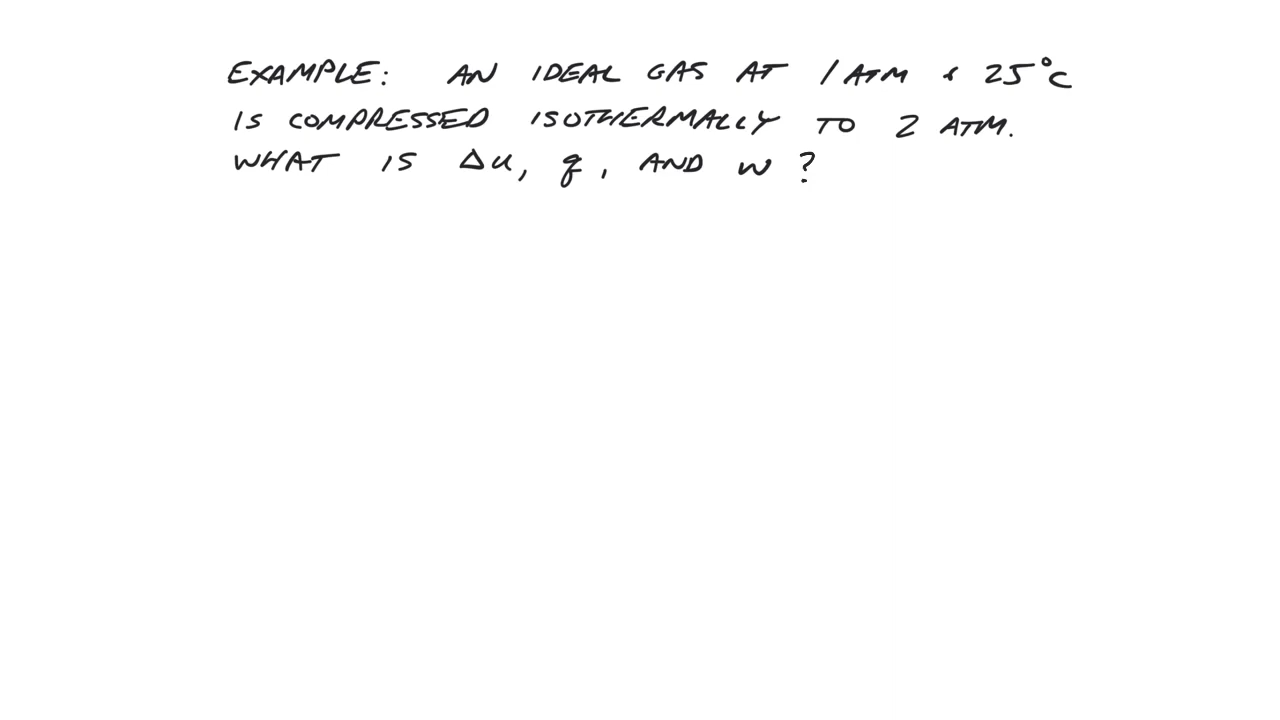 EXAMPLE: AN IDEAL GAS AT 1 ATM & 25°C
IS COMPRESSED ISOTHERMALLY TO 2 ATM.
WHAT IS Δu, q, AND w?